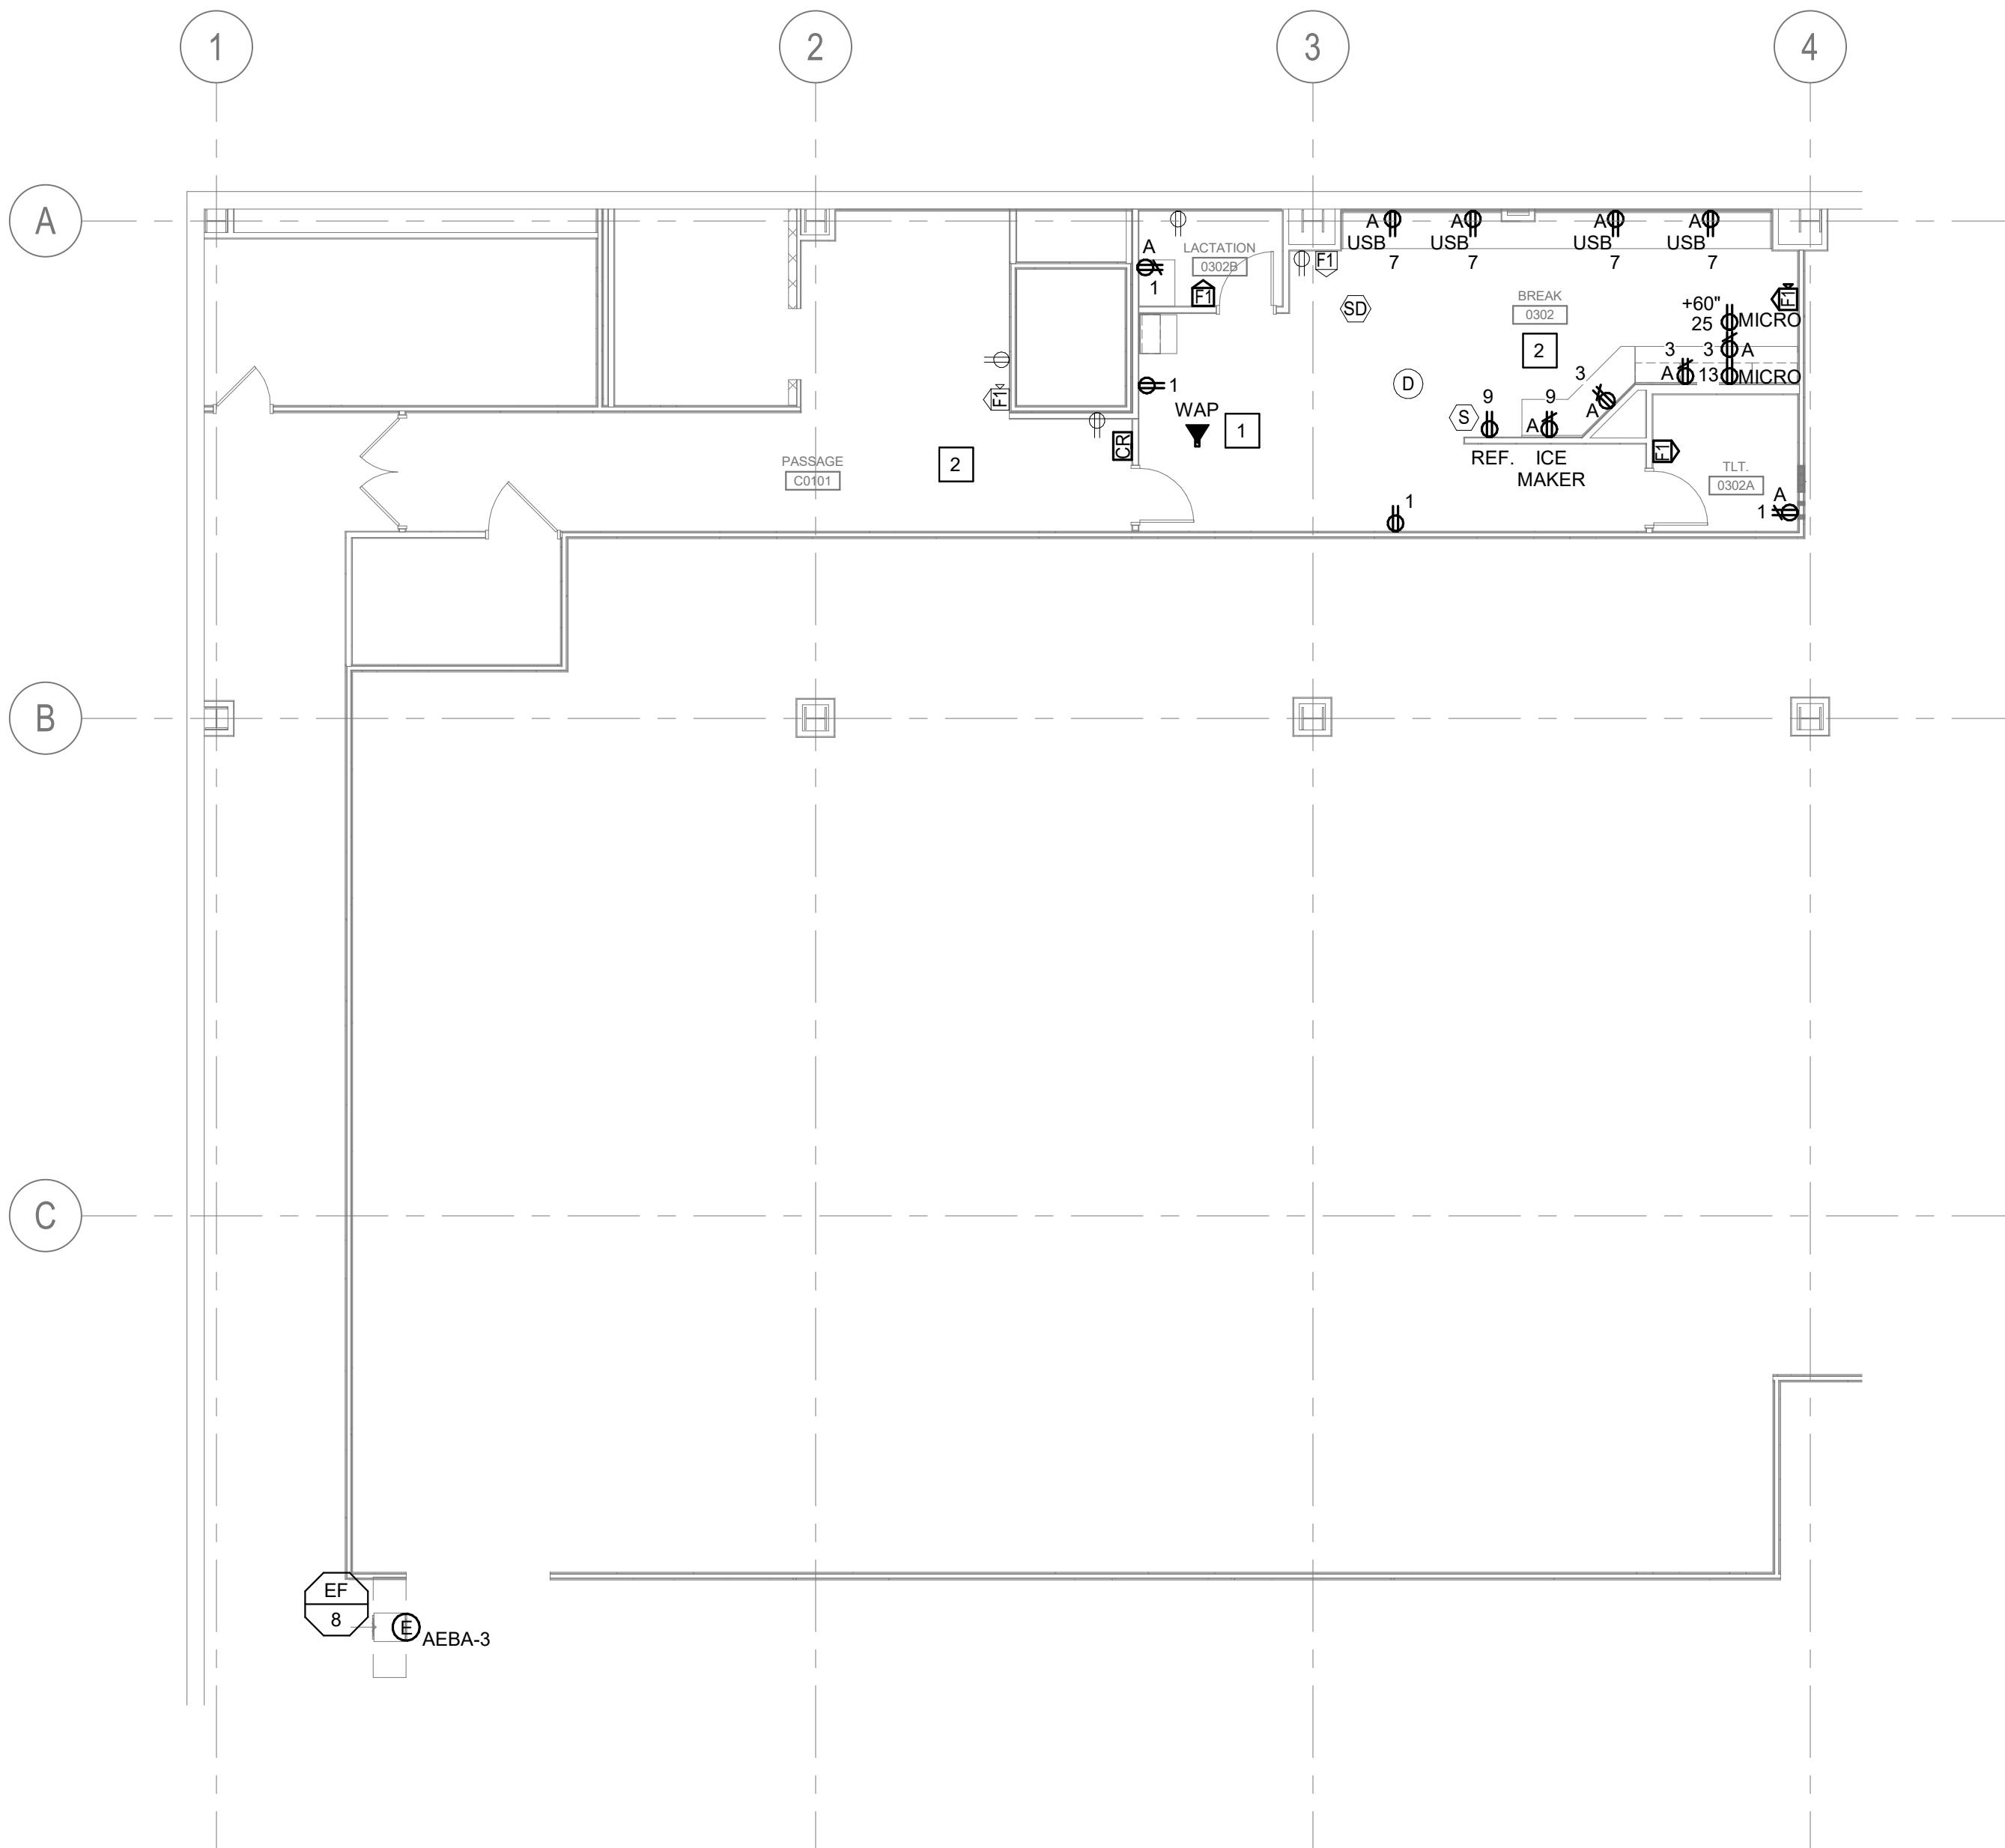 1 2 3 4
A
A USB 7
A USB 7
A USB 7
A USB 7
LACTATION
0302B
A
1
F1
F1
SD
BREAK
0302
2
F1
+60"
25 MICRO
3 3 A
A 13 MICRO
3
A
D
F1
1
WAP
1
CR
S
9
9
A
REF.
ICE
MAKER
PASSAGE
C0101
2
F1
TLT.
0302A
A
1
1
B
C
EF
8
E
AEBA-3